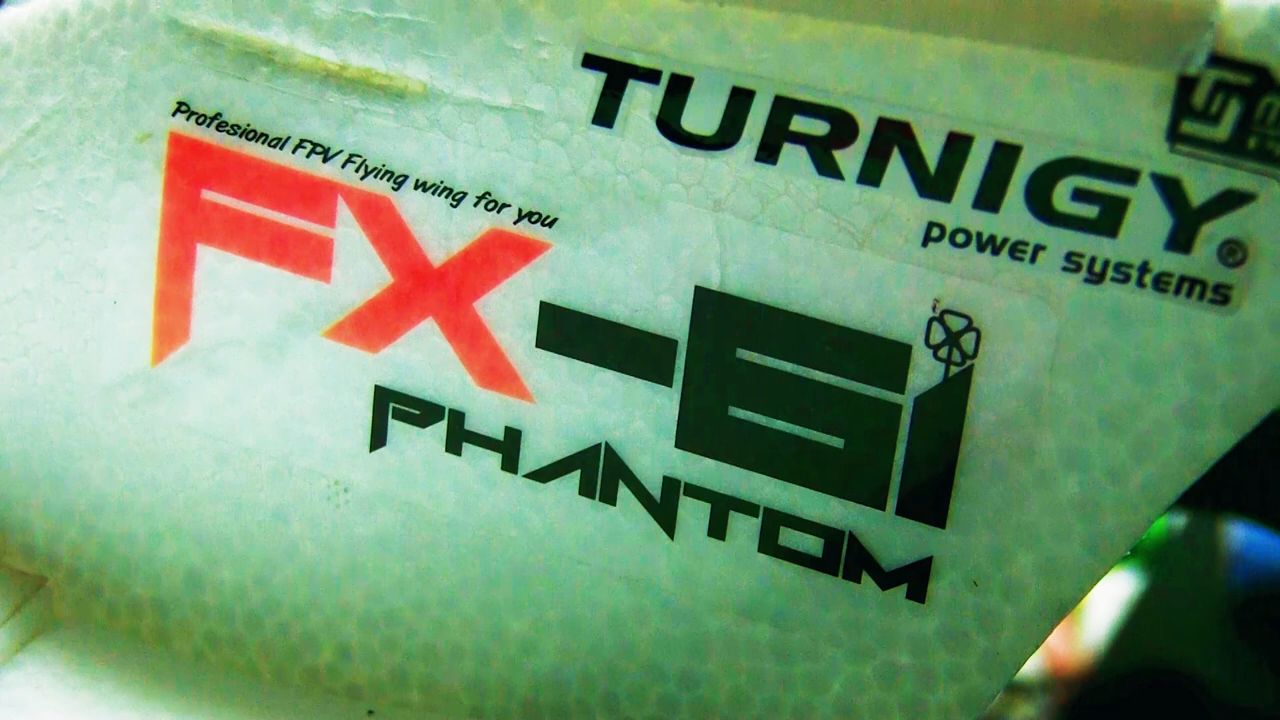 TURNIGY®
power systems
Profesional FPV Flying wing for you
FX-61
PHANTOM